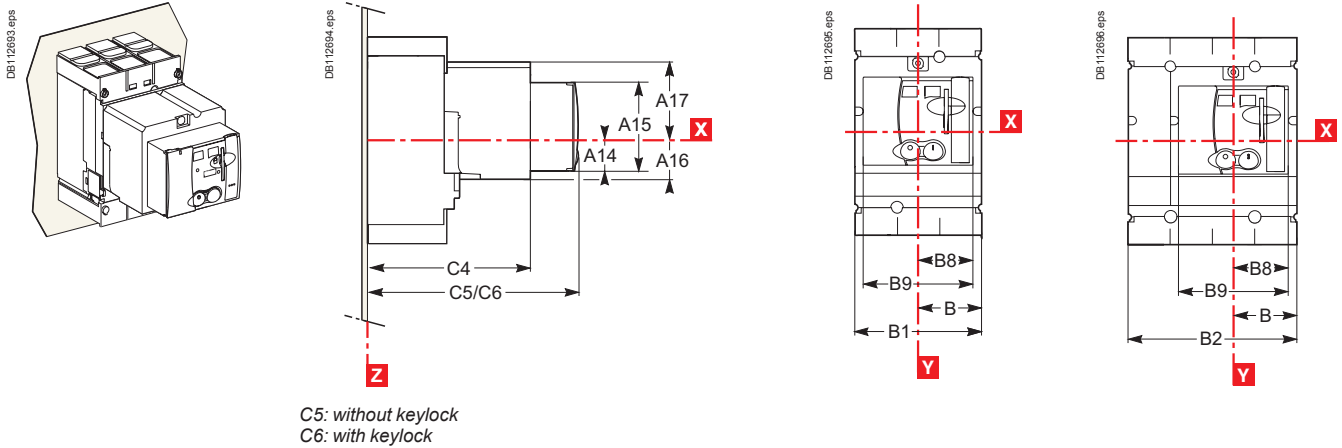 DB112693.eps
DB112694.eps
A17
A15
X
A14
A16
C4
C5/C6
Z
C5: without keylock
C6: with keylock
DB112695.eps
X
B8
B9
B
B1
Y
DB112696.eps
X
B8
B9
B
B2
Y